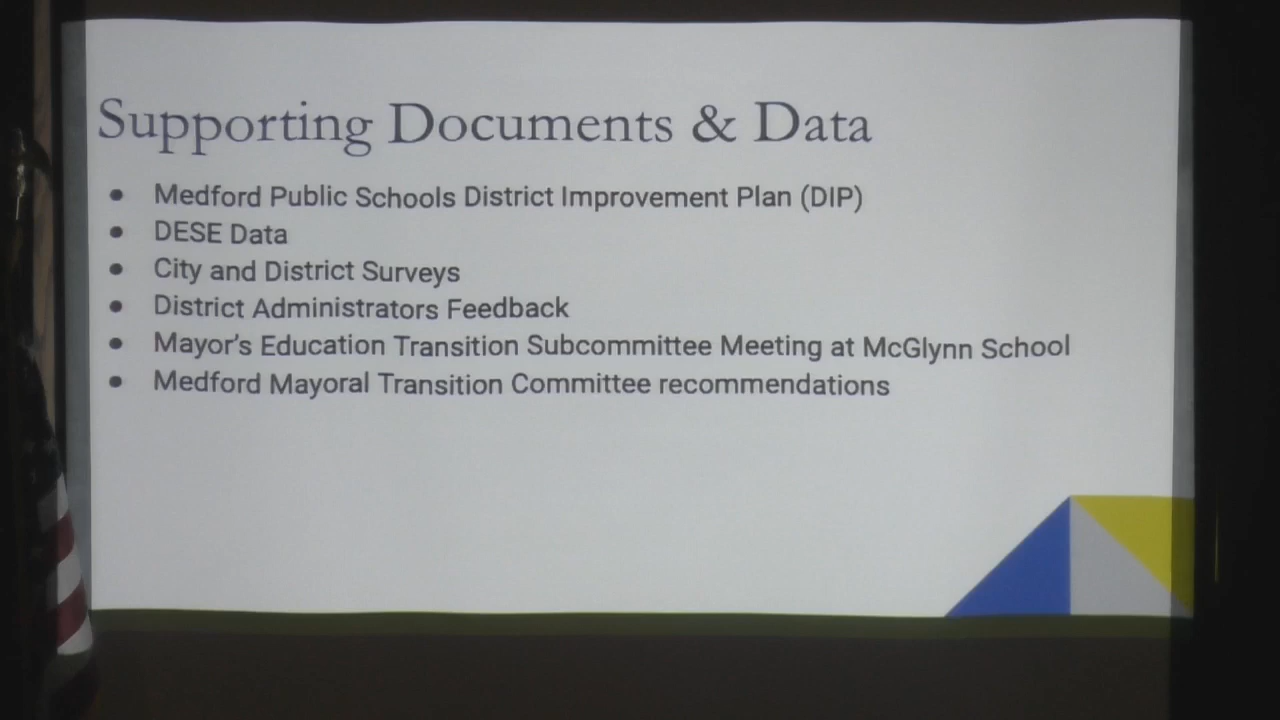 Supporting Documents & Data
• Medford Public Schools District Improvement Plan (DIP)
• DESE Data
• City and District Surveys
• District Administrators Feedback
• Mayor's Education Transition Subcommittee Meeting at McGlynn School
• Medford Mayoral Transition Committee recommendations